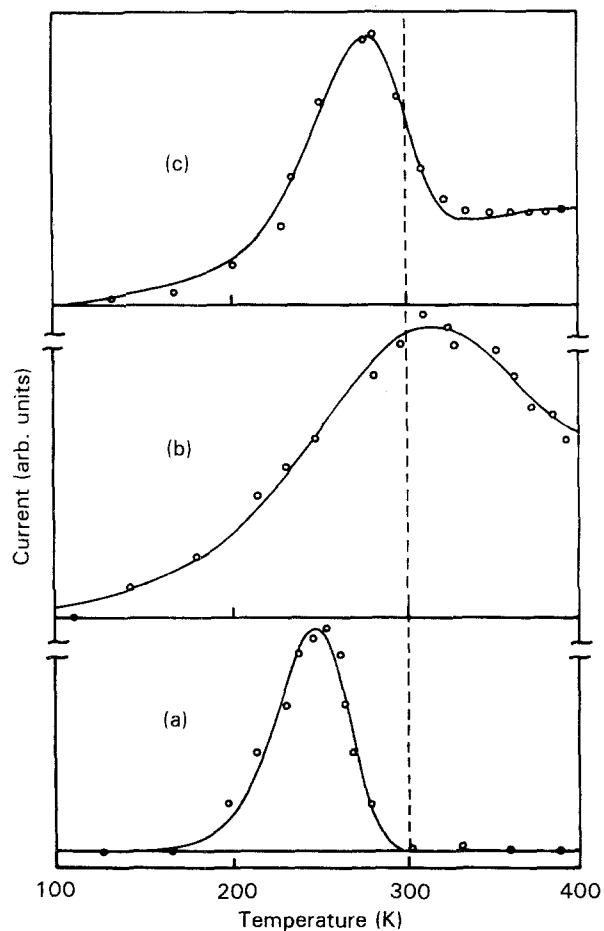 (c)
(b)
(a)
Current (arb. units)
100 200 300 400
Temperature (K)